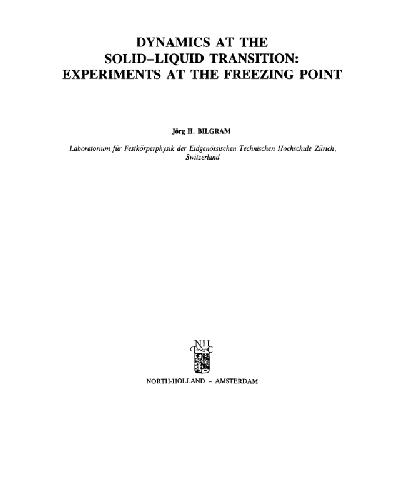 DYNAMICS AT THE
SOLID–LIQUID TRANSITION:
EXPERIMENTS AT THE FREEZING POINT
Jörg H. BILGRAM
Laboratorium für Festkörperphysik der Eidgenössischen Technischen Hochschule Zürich,
Switzerland
NH
NORTH-HOLLAND – AMSTERDAM